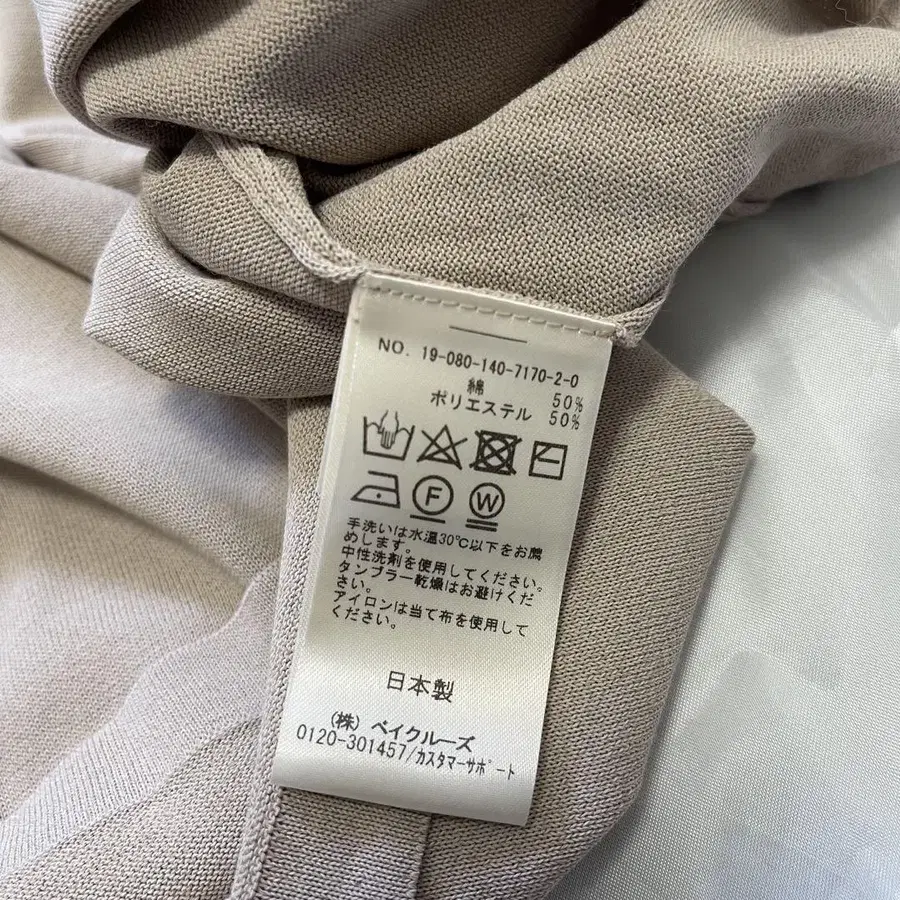 NO. 19-080-140-7170-2-0
綿 50%
ポリエステル 50%
F W
手洗いは水温30℃以下をお薦
めします。
中性洗剤を使用してください。
タンブラー乾燥はお避けくだ
さい。
アイロンは当て布を使用して
ください。
日本製
(株) ベイクルーズ
0120-301457/カスタマーサポート